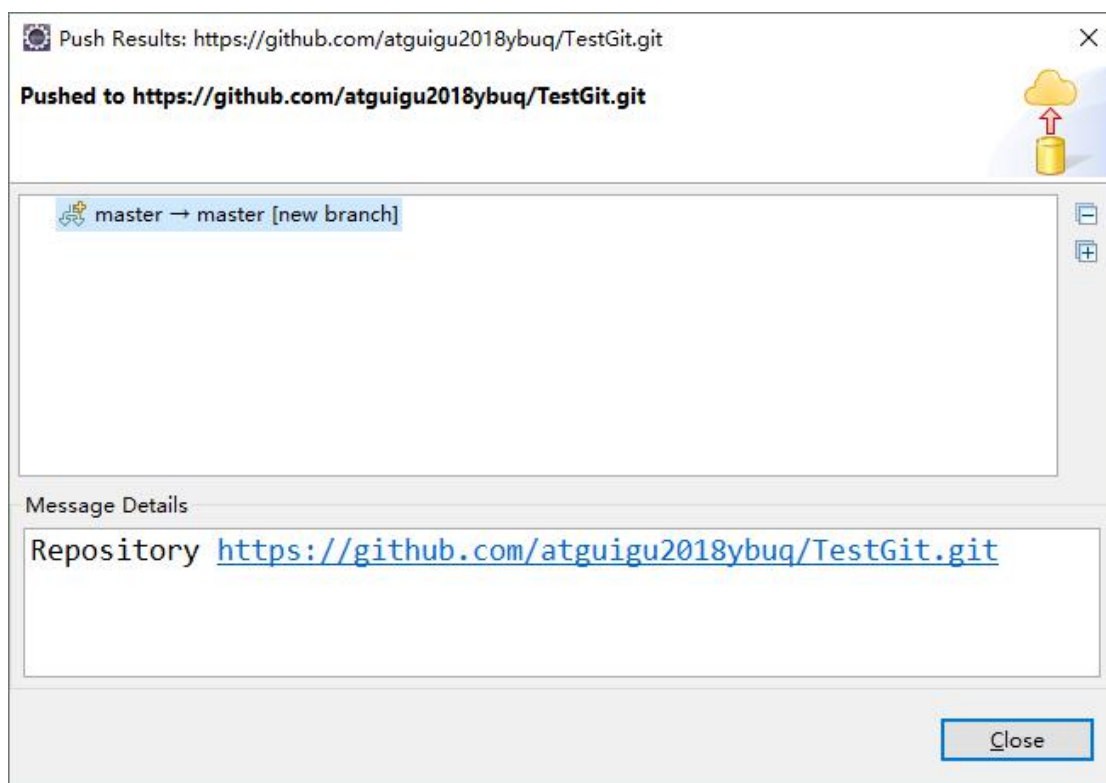 Push Results: https://github.com/atguigu2018ybuq/TestGit.git
Pushed to https://github.com/atguigu2018ybuq/TestGit.git
master → master [new branch]
Message Details
Repository https://github.com/atguigu2018ybuq/TestGit.git
Close